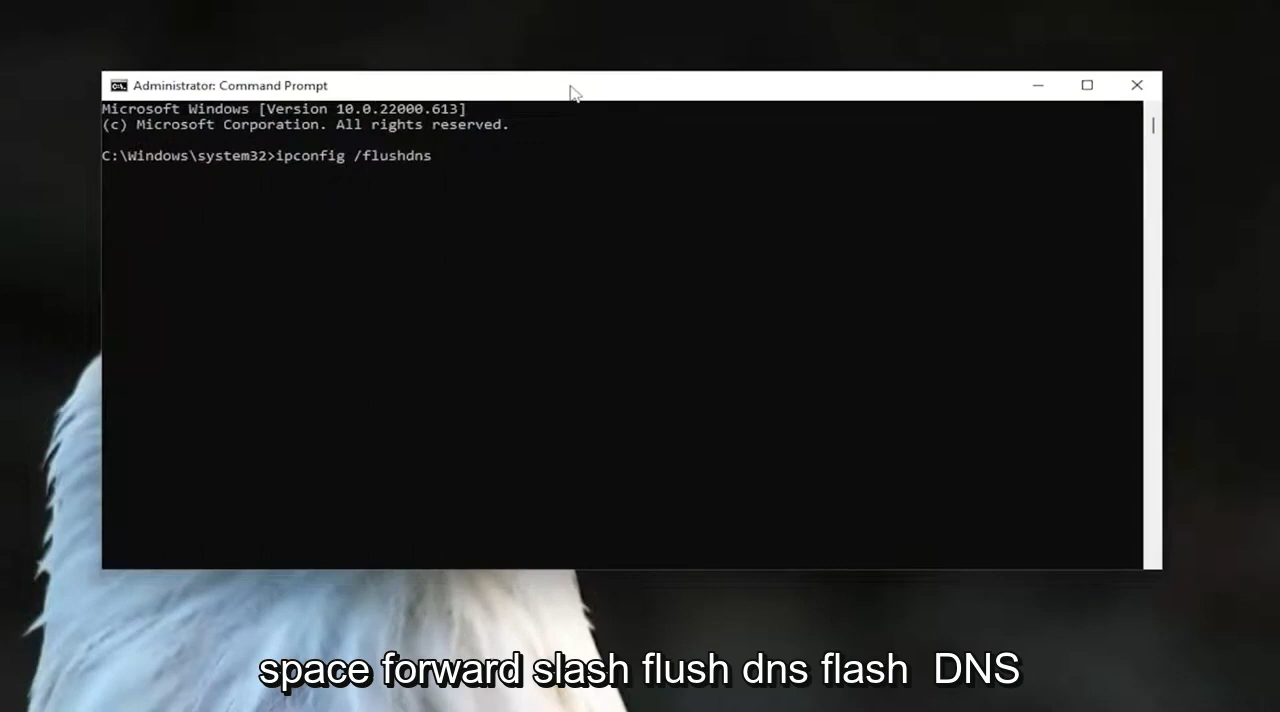 Administrator: Command Prompt
Microsoft Windows [Version 10.0.22000.613]
(c) Microsoft Corporation. All rights reserved.
C:\Windows\system32>ipconfig /flushdns
space forward slash flush dns flash DNS